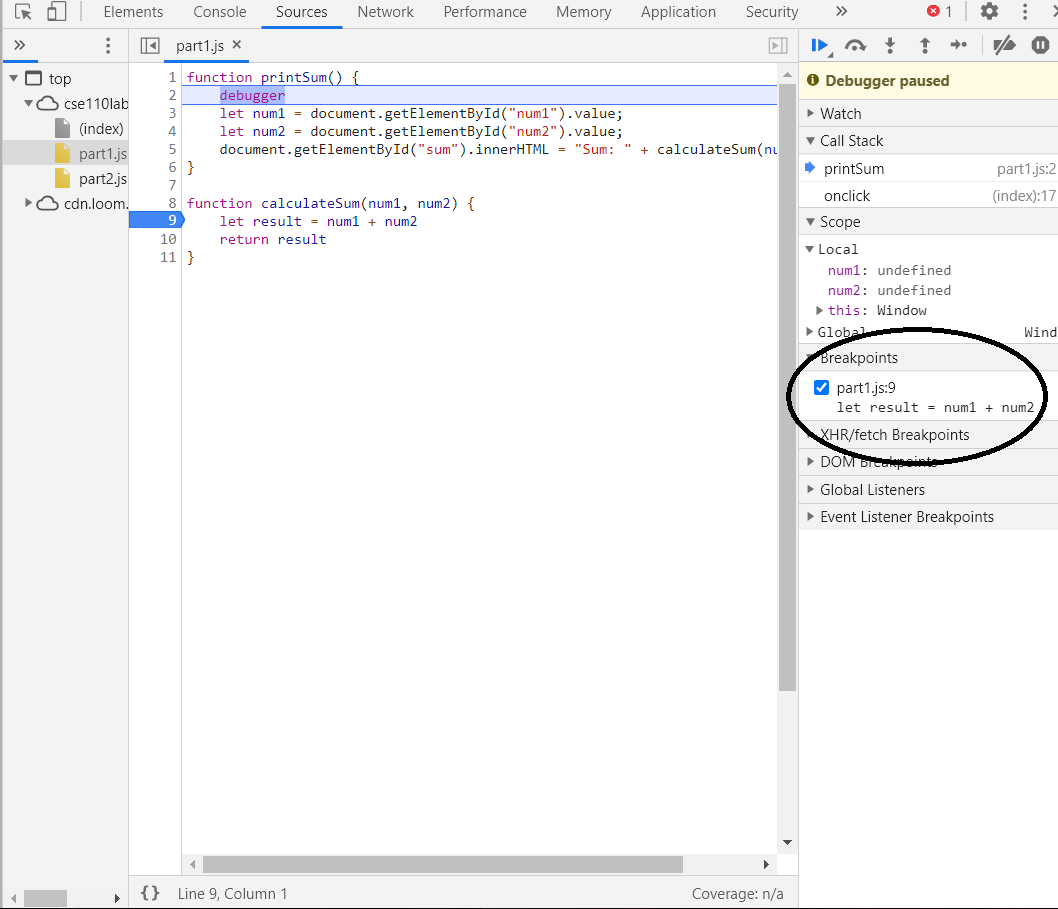 Elements Console Sources Network Performance Memory Application Security » 1
» part1.js ×
top
cse110lab
(index)
part1.js
part2.js
cdn.loom.
1 function printSum() {
2 debugger
3 let num1 = document.getElementById("num1").value;
4 let num2 = document.getElementById("num2").value;
5 document.getElementById("sum").innerHTML = "Sum: " + calculateSum(nu
6 }
7
8 function calculateSum(num1, num2) {
9 let result = num1 + num2
10 return result
11 }
{} Line 9, Column 1 Coverage: n/a
Debugger paused
Watch
Call Stack
printSum part1.js:2
onclick (index):17
Scope
Local
num1: undefined
num2: undefined
this: Window
Global Wind
Breakpoints
part1.js:9
let result = num1 + num2
XHR/fetch Breakpoints
DOM Breakpoints
Global Listeners
Event Listener Breakpoints